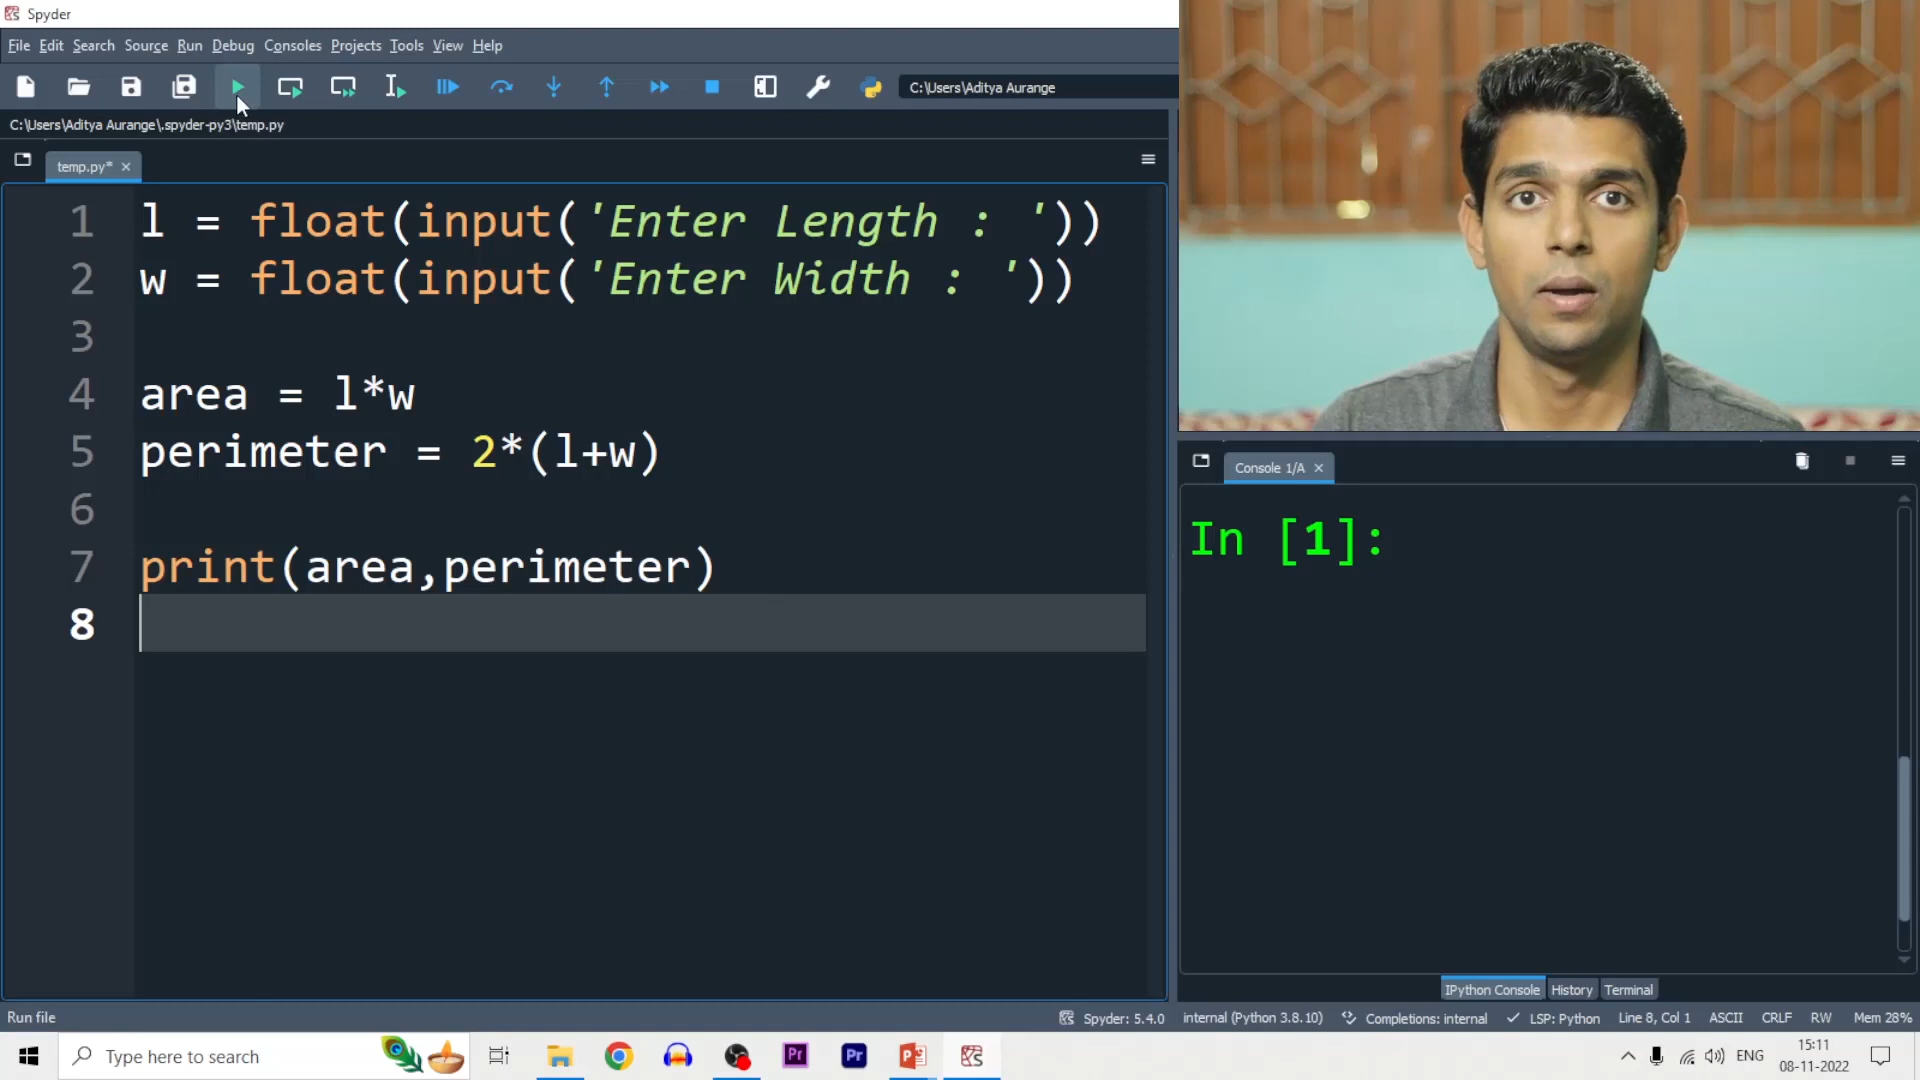 Spyder
File Edit Search Source Run Debug Consoles Projects Tools View Help
C:\Users\Aditya Aurange
C:\Users\Aditya Aurange\.spyder-py3\temp.py
temp.py*
1 l = float(input('Enter Length : '))
2 w = float(input('Enter Width : '))
3
4 area = l*w
5 perimeter = 2*(l+w)
6
7 print(area,perimeter)
8
Console 1/A
In [1]:
IPython Console History Terminal
Run file
Spyder: 5.4.0 internal (Python 3.8.10) Completions: internal LSP: Python Line 8, Col 1 ASCII CRLF RW Mem 28%
Type here to search
Pr Pr
ENG
15:11
08-11-2022